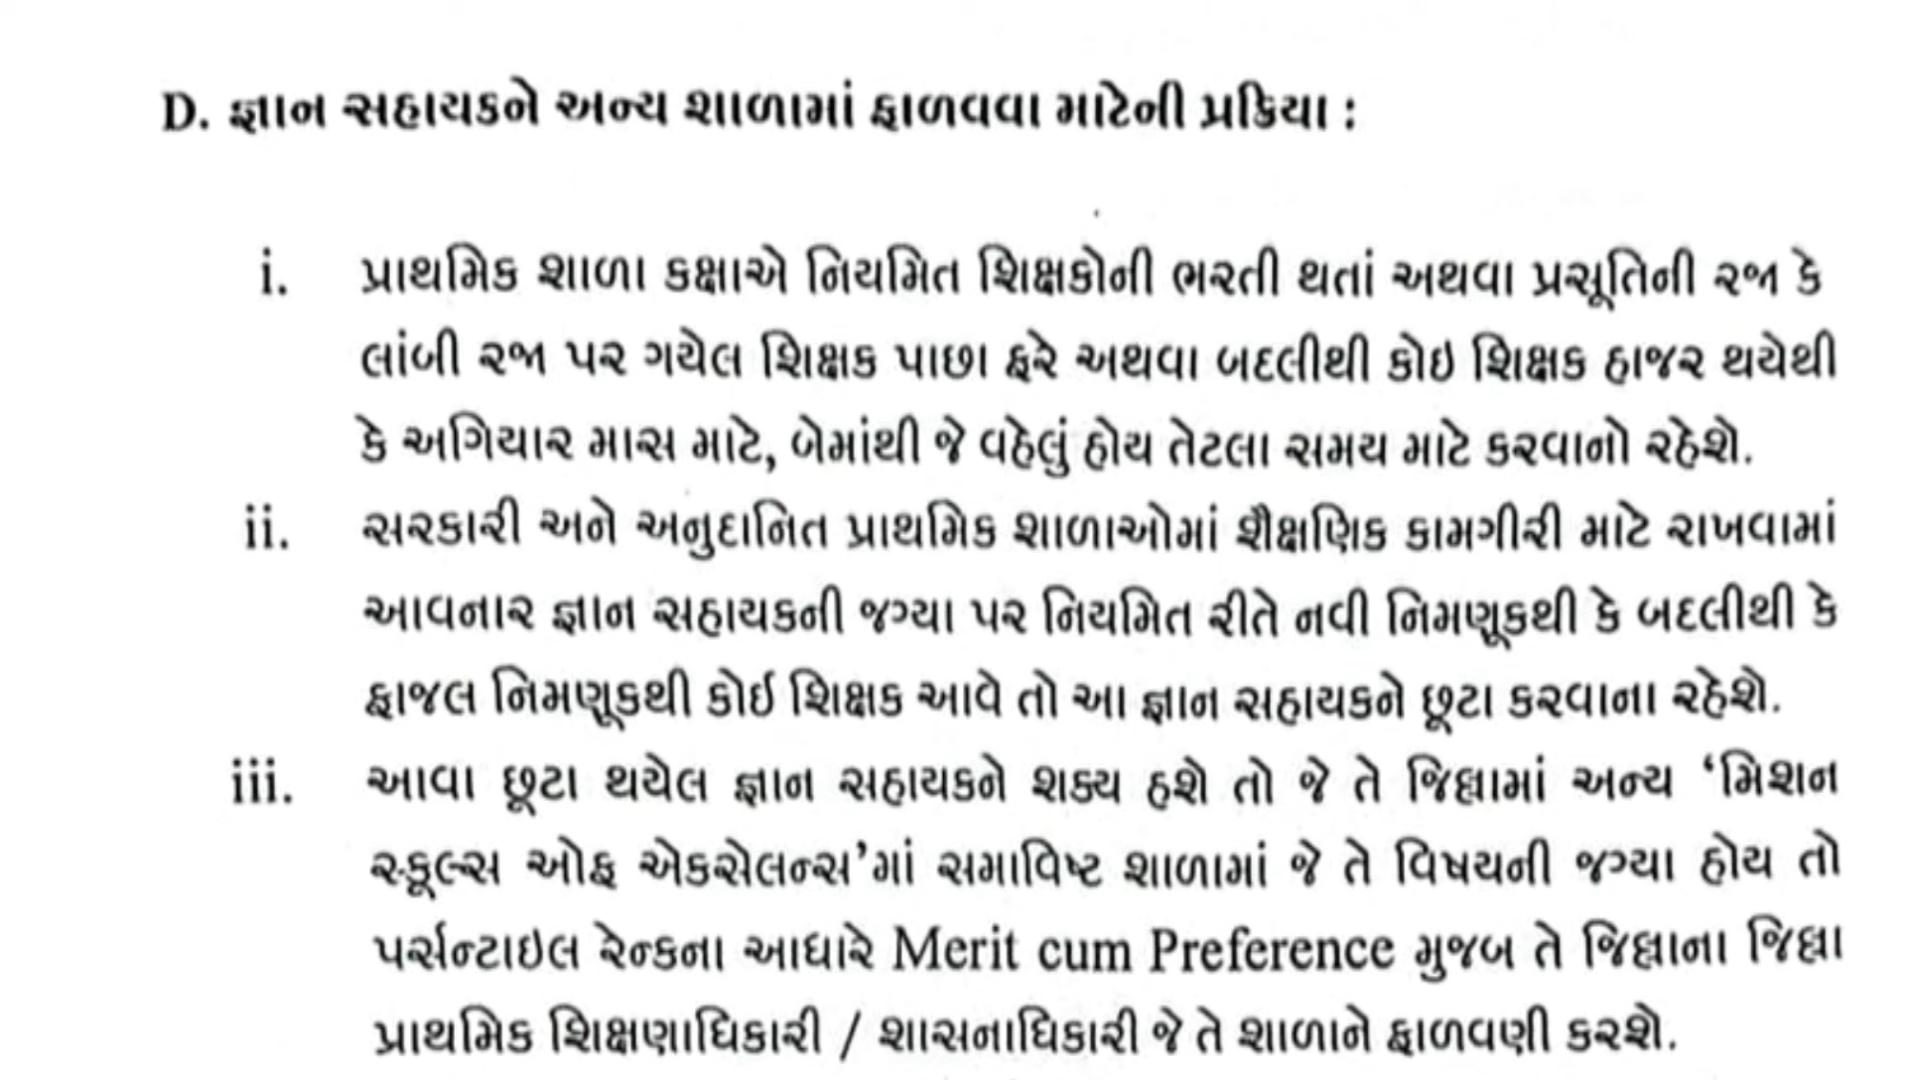 D. જ્ઞાન સહાયકને અન્ય શાળામાં ફાળવવા માટેની પ્રક્રિયા :
i. પ્રાથમિક શાળા કક્ષાએ નિયમિત શિક્ષકોની ભરતી થતાં અથવા પ્રસૂતિની રજા કે
લાંબી રજા પર ગયેલ શિક્ષક પાછા ફરે અથવા બદલીથી કોઇ શિક્ષક હાજર થયેથી
કે અગિયાર માસ માટે, બેમાંથી જે વહેલું હોય તેટલા સમય માટે કરવાનો રહેશે.
ii. સરકારી અને અનુદાનિત પ્રાથમિક શાળાઓમાં શૈક્ષણિક કામગીરી માટે રાખવામાં
આવનાર જ્ઞાન સહાયકની જગ્યા પર નિયમિત રીતે નવી નિમણૂકથી કે બદલીથી કે
ફાજલ નિમણૂકથી કોઈ શિક્ષક આવે તો આ જ્ઞાન સહાયકને છૂટા કરવાના રહેશે.
iii. આવા છૂટા થયેલ જ્ઞાન સહાયકને શક્ય હશે તો જે તે જિલ્લામાં અન્ય ‘મિશન
સ્કૂલ્સ ઓફ એકસેલન્સ’માં સમાવિષ્ટ શાળામાં જે તે વિષયની જગ્યા હોય તો
પર્સન્ટાઇલ રેન્કના આધારે Merit cum Preference મુજબ તે જિલ્લાના જિલ્લા
પ્રાથમિક શિક્ષણાધિકારી / શાસનાધિકારી જે તે શાળાને ફાળવણી કરશે.